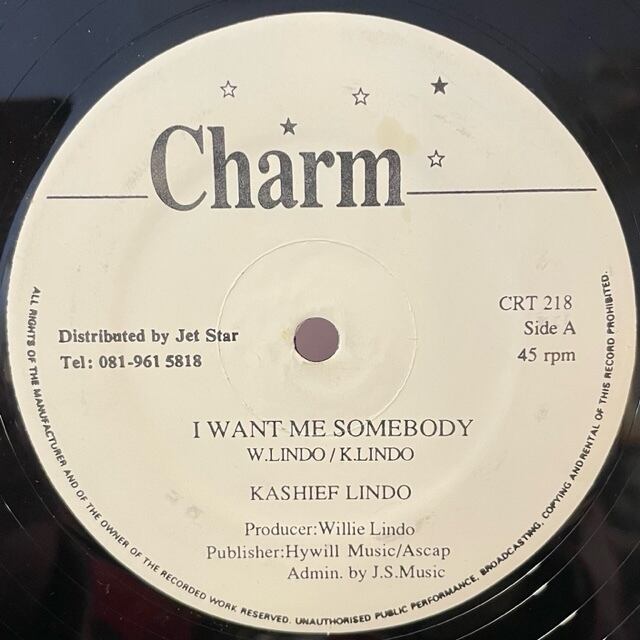 Charm
CRT 218
Side A
45 rpm
Distributed by Jet Star
Tel: 081-961 5818
I WANT ME SOMEBODY
W.LINDO / K.LINDO
KASHIEF LINDO
Producer:Willie Lindo
Publisher:Hywill Music/Ascap
Admin. by J.S.Music
ALL RIGHTS OF THE MANUFACTURER AND OF THE OWNER OF THE RECORDED WORK RESERVED. UNAUTHORISED PUBLIC PERFORMANCE, BROADCASTING, COPYING AND RENTAL OF THIS RECORD PROHIBITED.